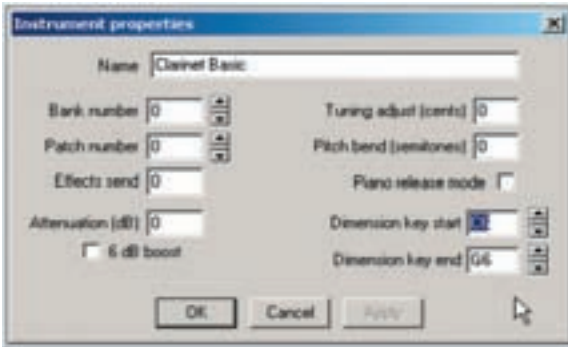 Instrument properties
Name Clarinet Basic
Bank number 0
Tuning adjust (cents) 0
Patch number 0
Pitch bend (semitones) 0
Effects send 0
Piano release mode
Attenuation (dB) 0
Dimension key start
6 dB boost
Dimension key end G6
OK Cancel Apply